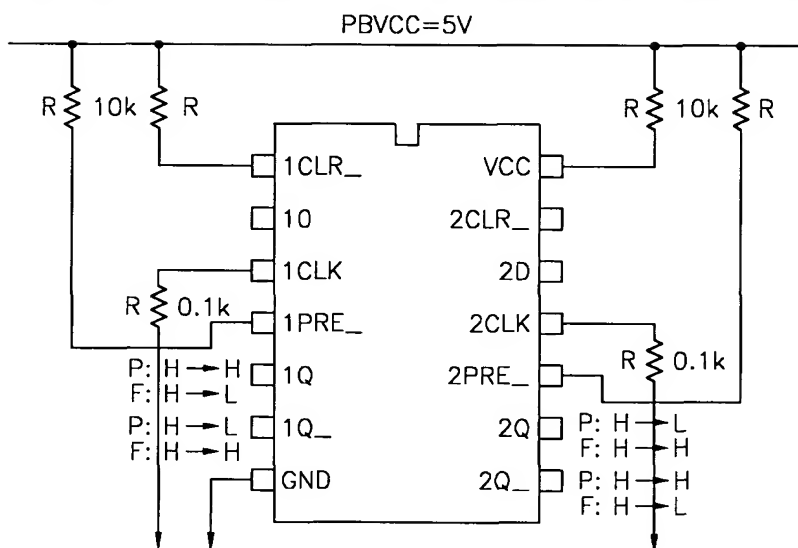 PBVCC=5V
R 10k R
R 10k R
1CLR_
VCC
10
2CLR_
1CLK
2D
R 0.1k
1PRE_
2CLK
R 0.1k
P: H → H
F: H → L
1Q
2PRE_
P: H → L
F: H → H
1Q_
2Q
P: H → L
F: H → H
GND
2Q_
P: H → H
F: H → L